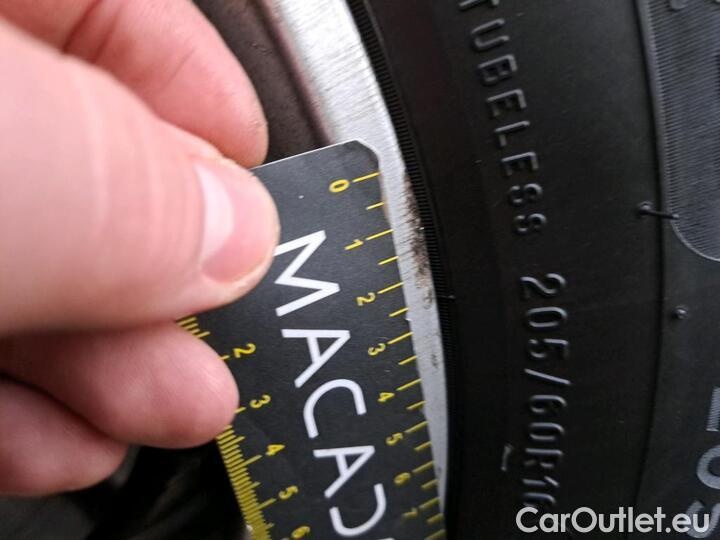 TUBELESS 205/60R16
0 1 2 3 4 5 6 7
MACAD
2 3 4 5 6
CarOutlet.eu